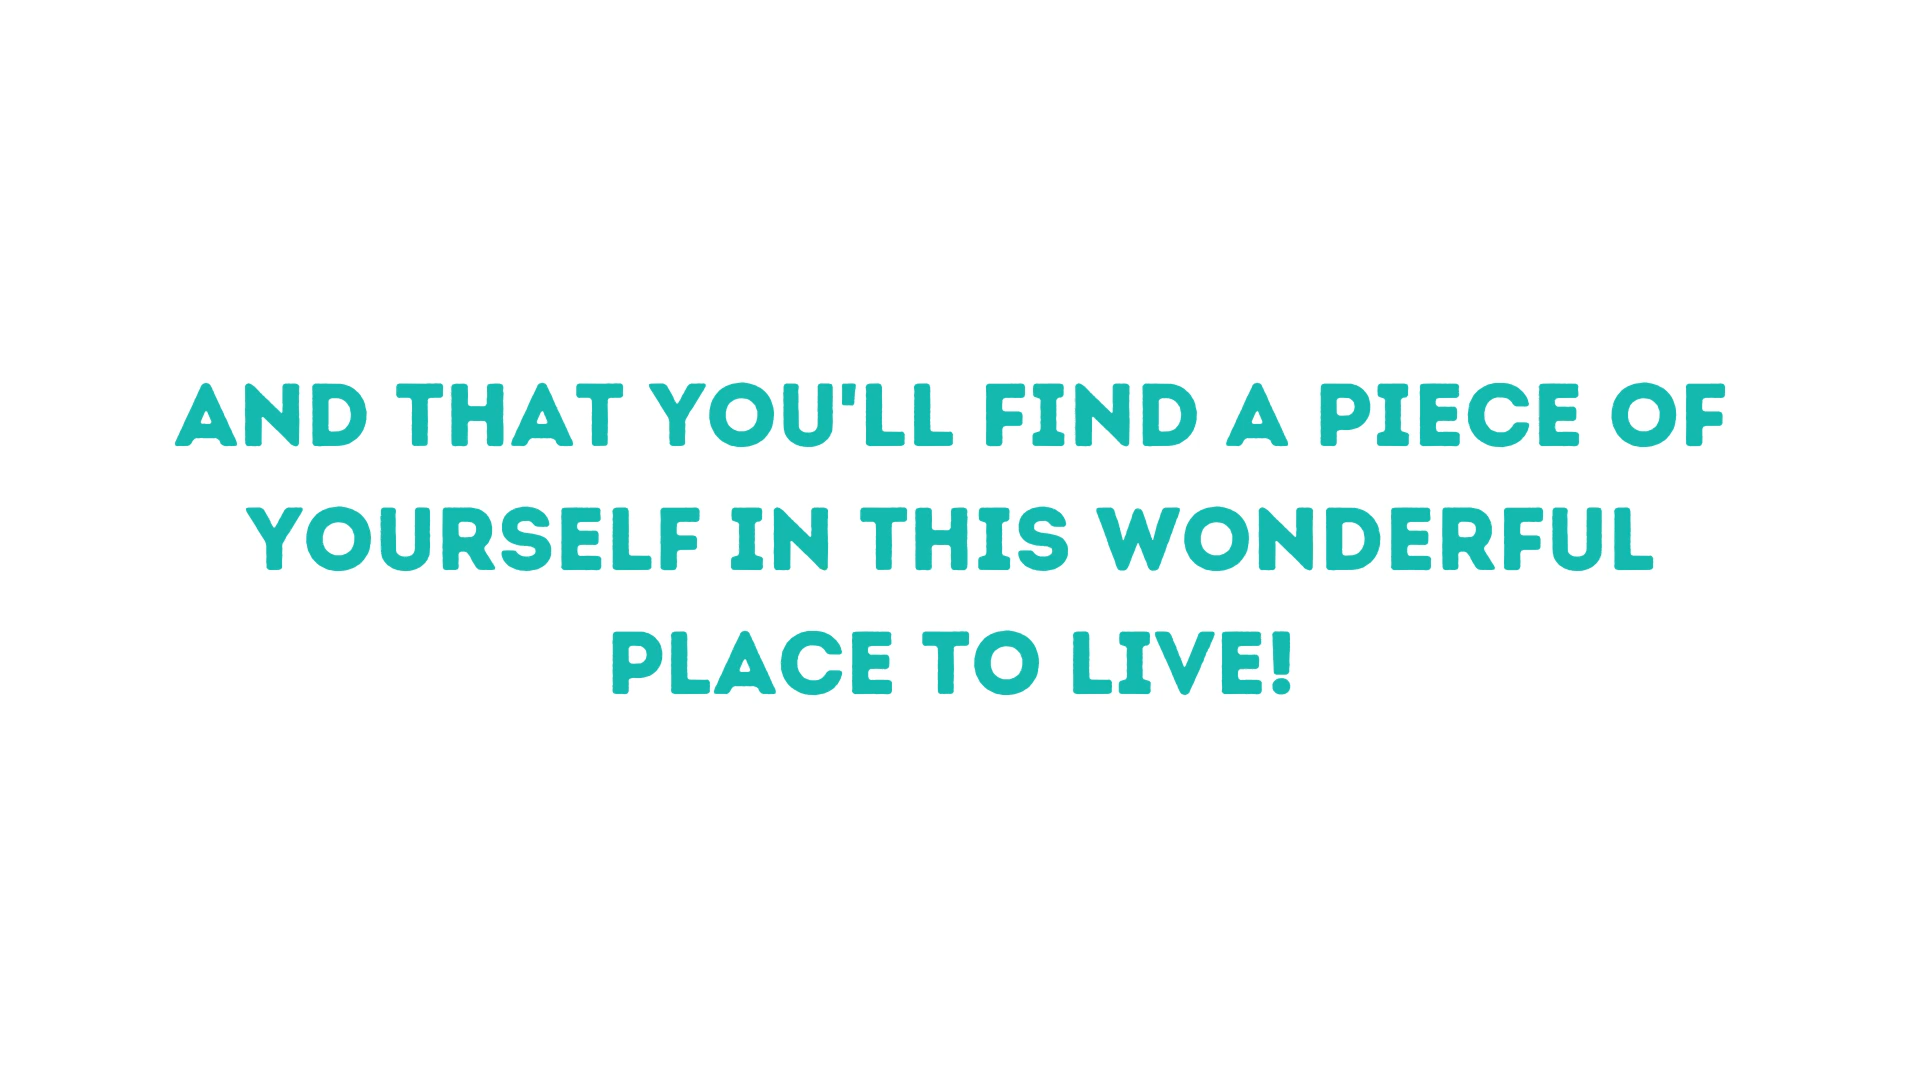 AND THAT YOU'LL FIND A PIECE OF
YOURSELF IN THIS WONDERFUL
PLACE TO LIVE!